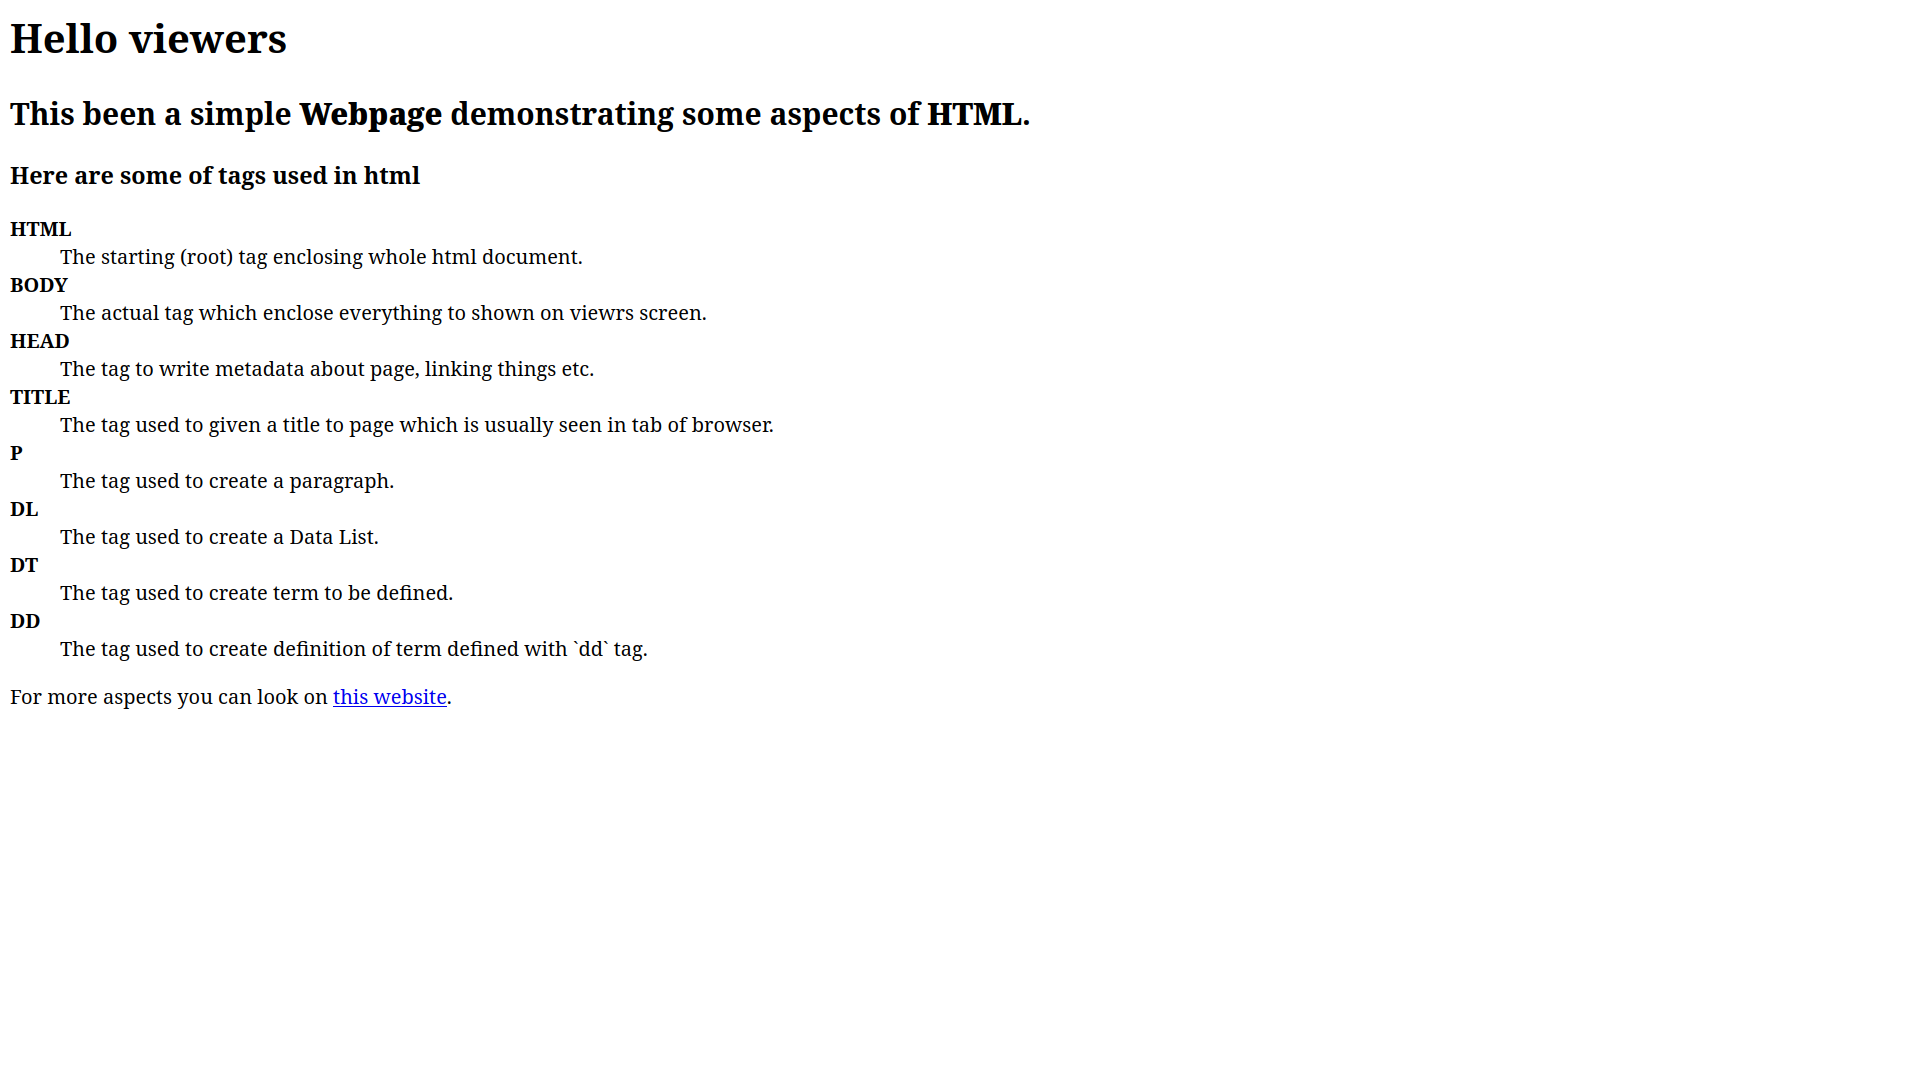 Hello viewers
This been a simple Webpage demonstrating some aspects of HTML.
Here are some of tags used in html
HTML
The starting (root) tag enclosing whole html document.
BODY
The actual tag which enclose everything to shown on viewrs screen.
HEAD
The tag to write metadata about page, linking things etc.
TITLE
The tag used to given a title to page which is usually seen in tab of browser.
P
The tag used to create a paragraph.
DL
The tag used to create a Data List.
DT
The tag used to create term to be defined.
DD
The tag used to create definition of term defined with `dd` tag.
For more aspects you can look on this website.